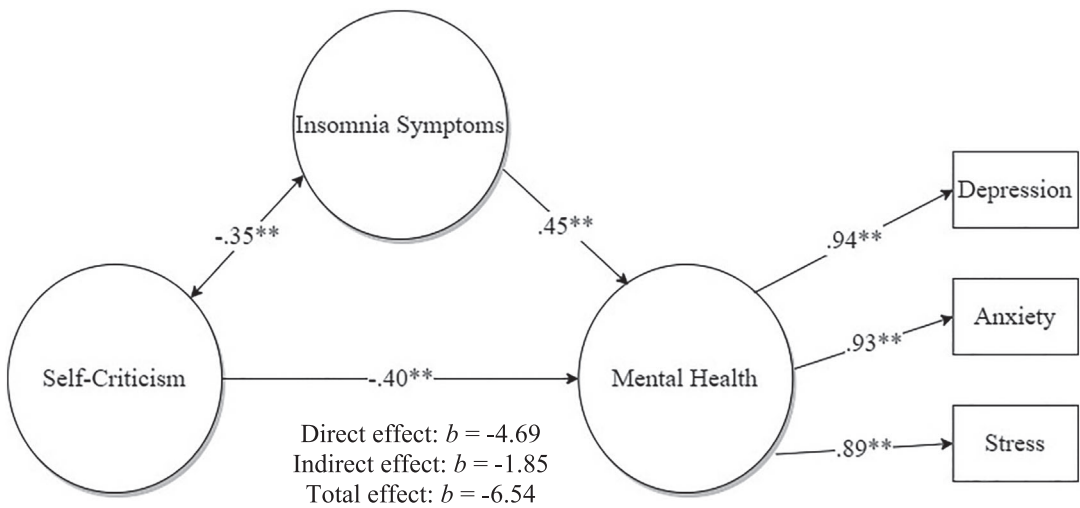 Insomnia Symptoms
Depression
-.35**
.45**
.94**
Anxiety
.93**
Self-Criticism
-.40**
Mental Health
Direct effect: b = -4.69
Indirect effect: b = -1.85
Total effect: b = -6.54
.89**
Stress